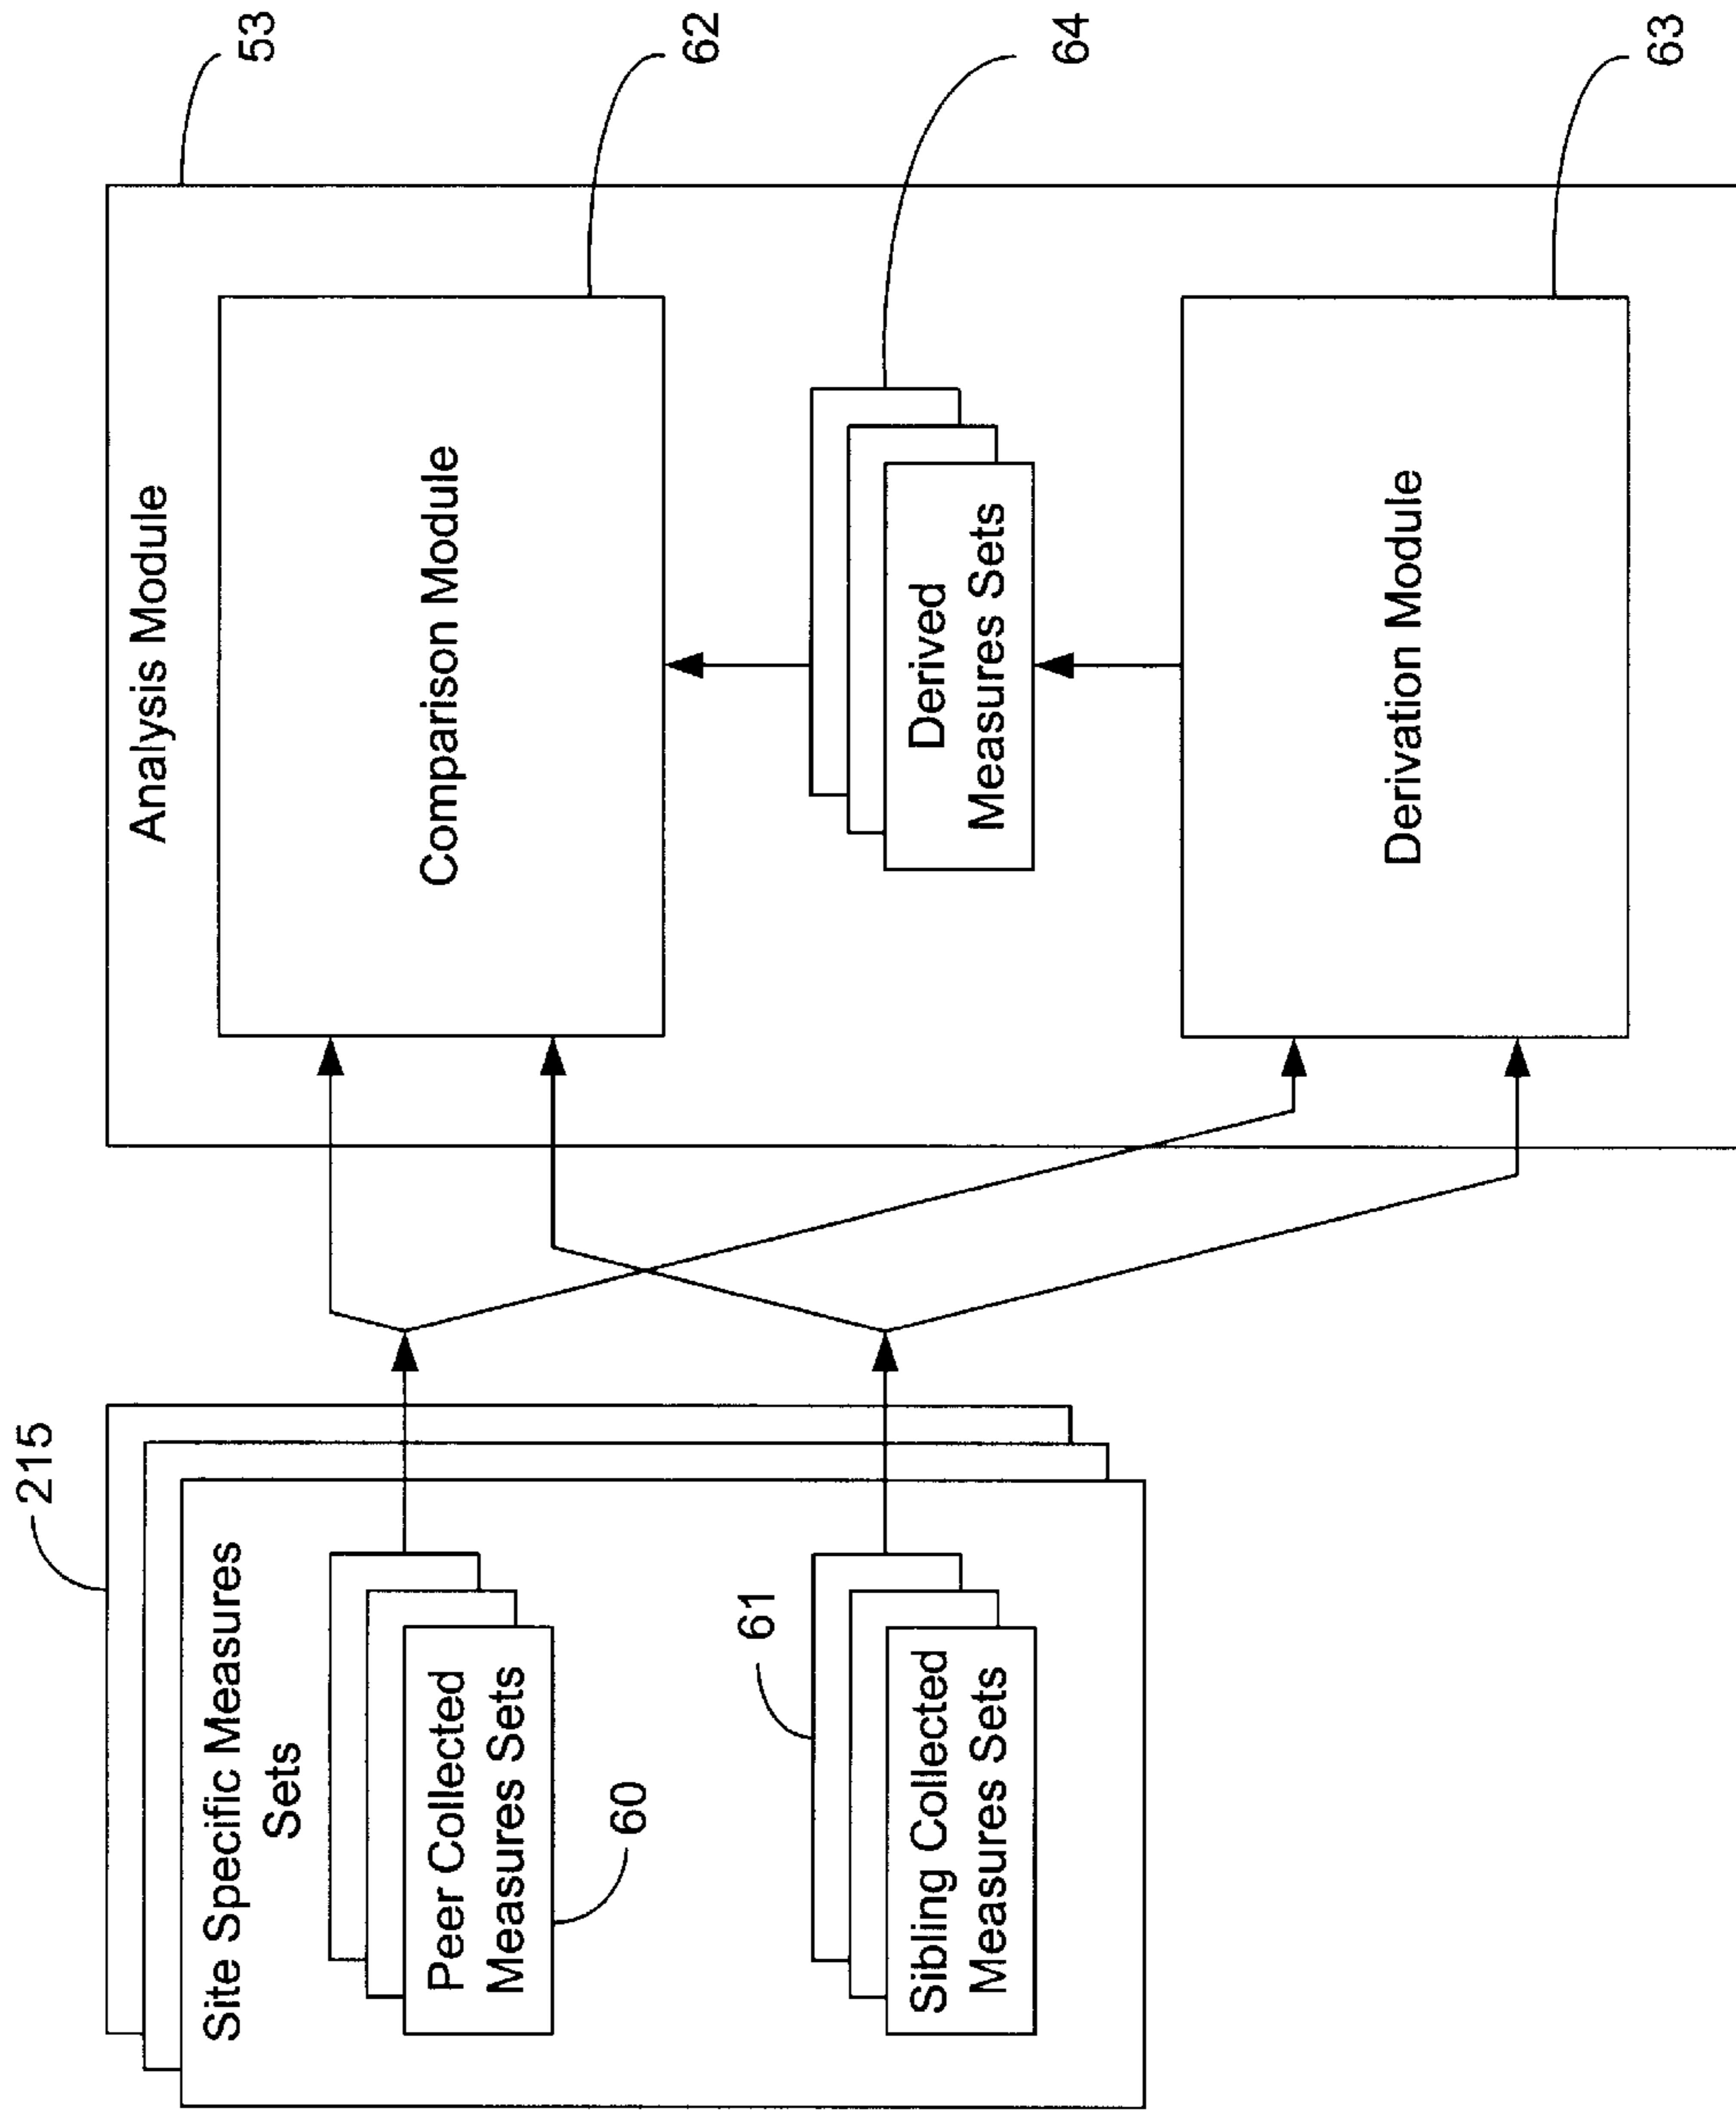 215
53
Site Specific Measures
Sets
Analysis Module
Peer Collected
Measures Sets
60
Comparison Module
62
61
Sibling Collected
Measures Sets
Derived
Measures Sets
64
Derivation Module
63